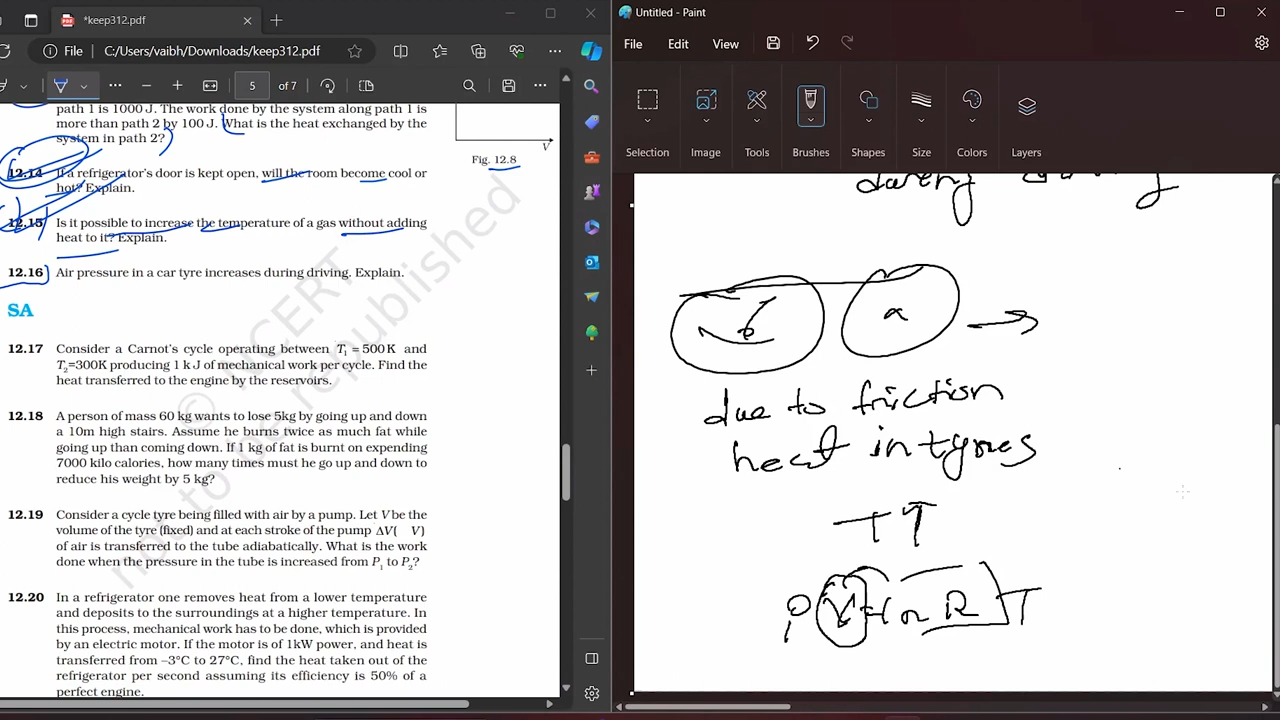 *keep312.pdf
File
C:/Users/vaibh/Downloads/keep312.pdf
5 of 7
path 1 is 1000 J. The work done by the system along path 1 is
more than path 2 by 100 J. What is the heat exchanged by the
system in path 2?
V
Fig. 12.8
12.14 If a refrigerator's door is kept open, will the room become cool or
hot? Explain.
12.15 Is it possible to increase the temperature of a gas without adding
heat to it? Explain.
12.16 Air pressure in a car tyre increases during driving. Explain.
SA
12.17 Consider a Carnot's cycle operating between T1 = 500K and
T2=300K producing 1 k J of mechanical work per cycle. Find the
heat transferred to the engine by the reservoirs.
12.18 A person of mass 60 kg wants to lose 5kg by going up and down
a 10m high stairs. Assume he burns twice as much fat while
going up than coming down. If 1 kg of fat is burnt on expending
7000 kilo calories, how many times must he go up and down to
reduce his weight by 5 kg?
12.19 Consider a cycle tyre being filled with air by a pump. Let V be the
volume of the tyre (fixed) and at each stroke of the pump ΔV( V)
of air is transferred to the tube adiabatically. What is the work
done when the pressure in the tube is increased from P1 to P2?
12.20 In a refrigerator one removes heat from a lower temperature
and deposits to the surroundings at a higher temperature. In
this process, mechanical work has to be done, which is provided
by an electric motor. If the motor is of 1kW power, and heat is
transferred from –3°C to 27°C, find the heat taken out of the
refrigerator per second assuming its efficiency is 50% of a
perfect engine.
© NCERT
not to be republished
Untitled - Paint
File Edit View
Selection Image Tools Brushes Shapes Size Colors Layers
during
due to friction
heat in tyres
T↑
PV=nRT